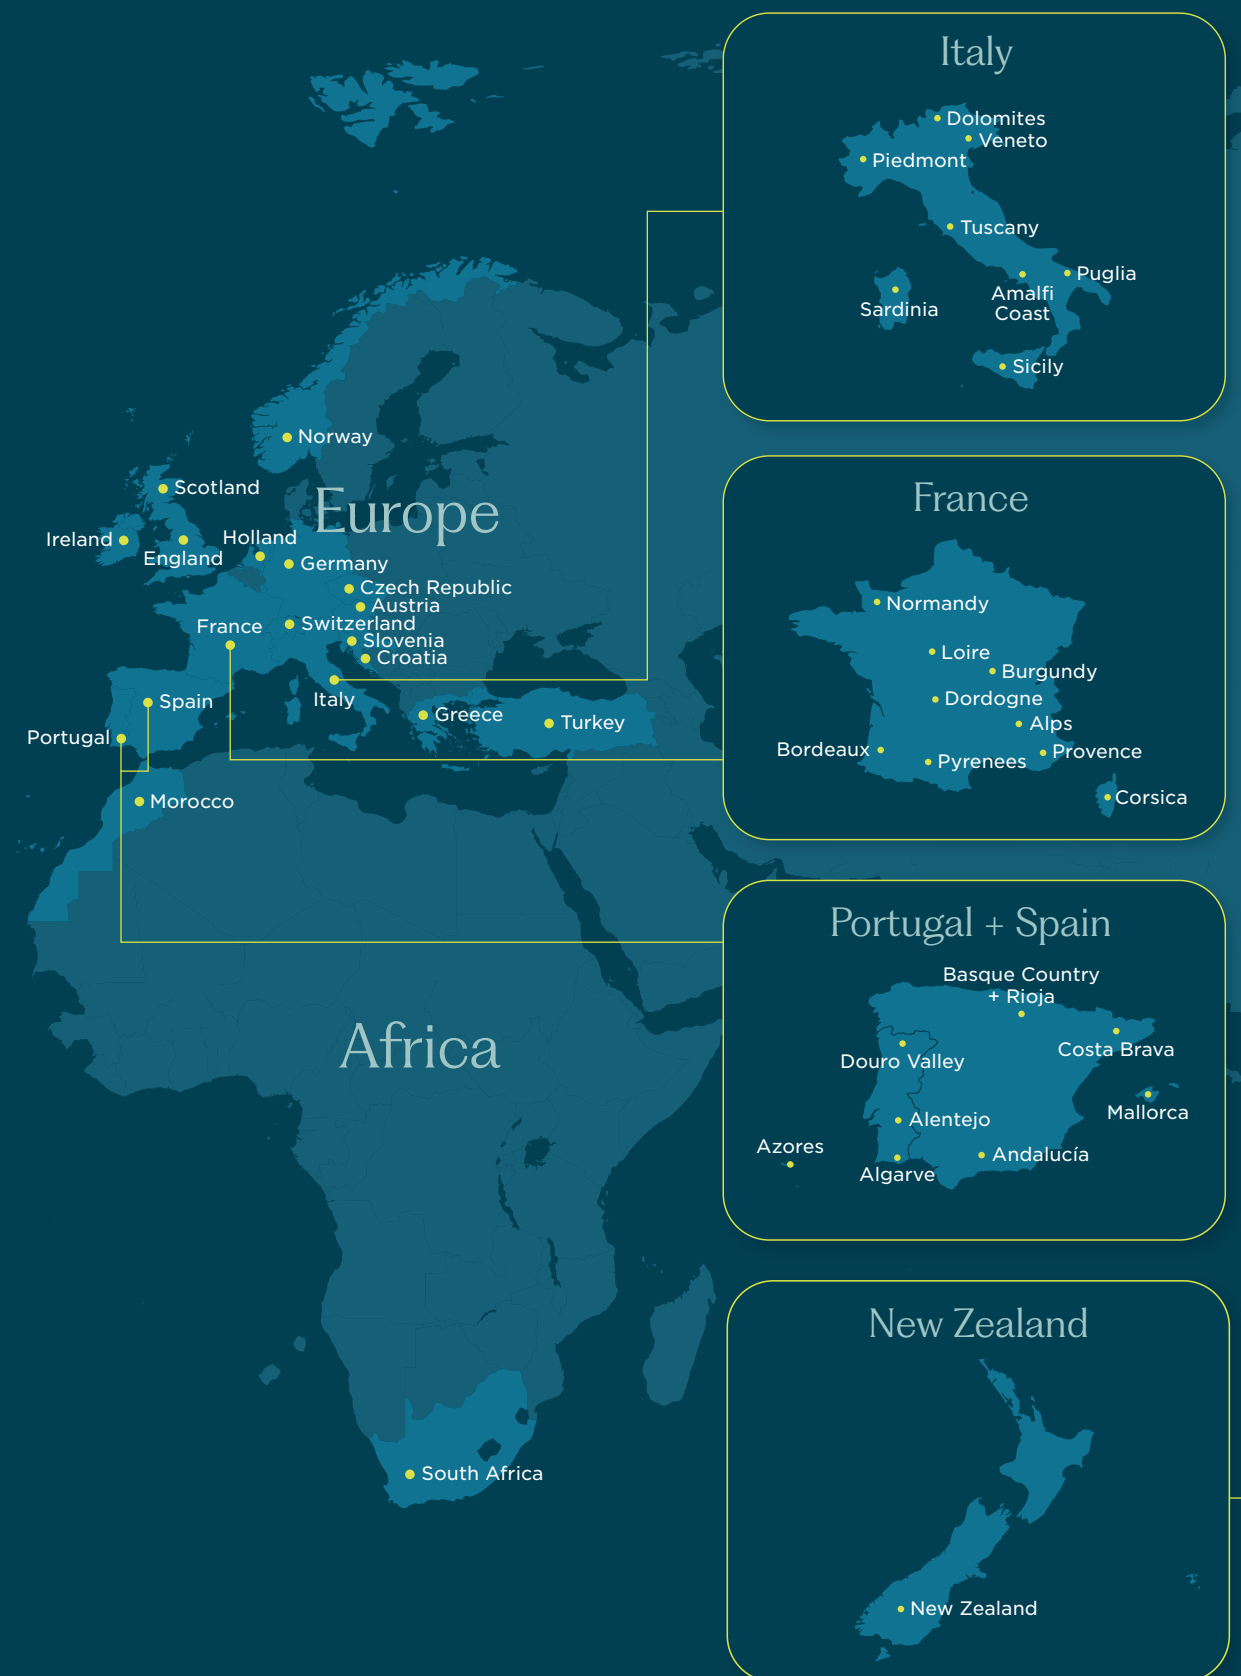 Norway
Scotland
Europe
Ireland
England
Holland
Germany
Czech Republic
Austria
Switzerland
France
Slovenia
Croatia
Italy
Spain
Greece
Turkey
Portugal
Morocco
Africa
South Africa
Italy
Dolomites
Veneto
Piedmont
Tuscany
Puglia
Amalfi
Coast
Sardinia
Sicily
France
Normandy
Loire
Burgundy
Dordogne
Alps
Bordeaux
Provence
Pyrenees
Corsica
Portugal + Spain
Basque Country
+ Rioja
Costa Brava
Douro Valley
Mallorca
Alentejo
Azores
Andalucía
Algarve
New Zealand
New Zealand